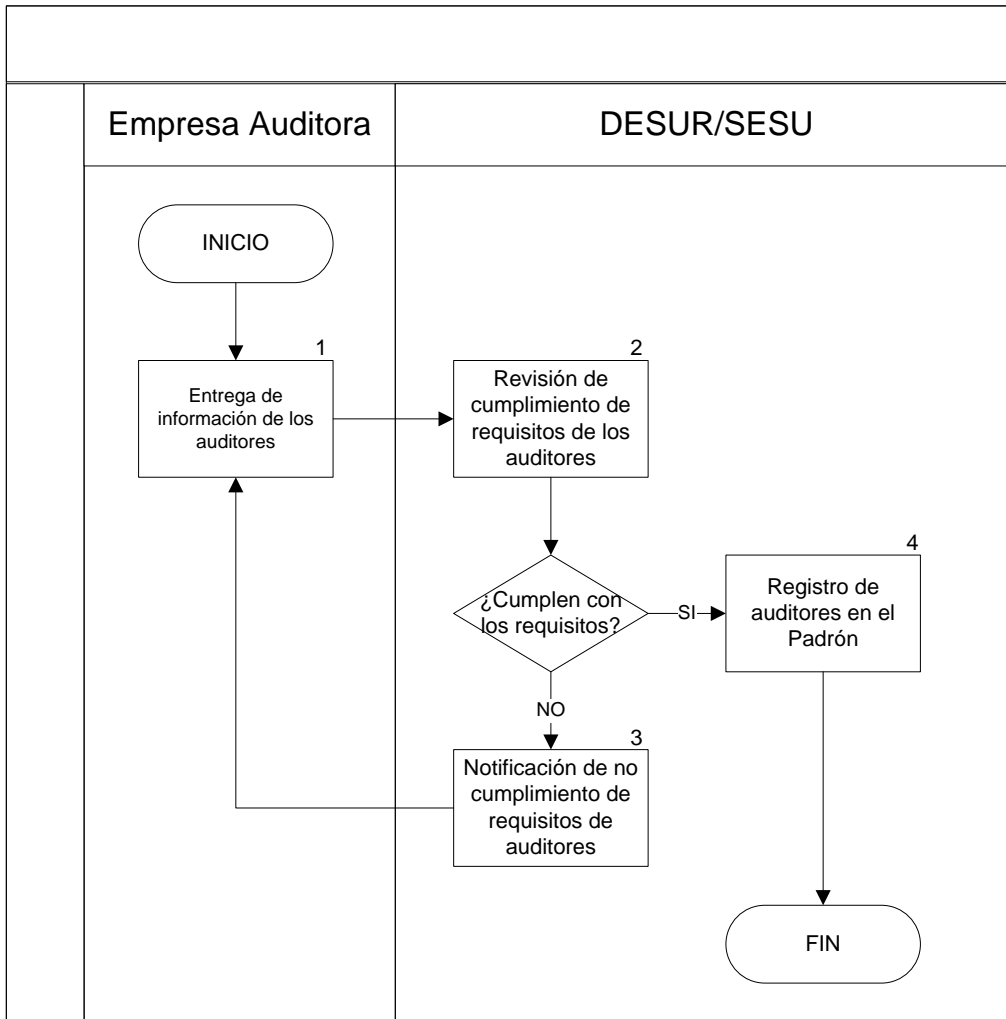 Empresa Auditora
DESUR/SESU
INICIO
1
Entrega de
información de los
auditores
2
Revisión de
cumplimiento de
requisitos de los
auditores
¿Cumplen con
los requisitos?
SI
4
Registro de
auditores en el
Padrón
NO
3
Notificación de no
cumplimiento de
requisitos de
auditores
FIN